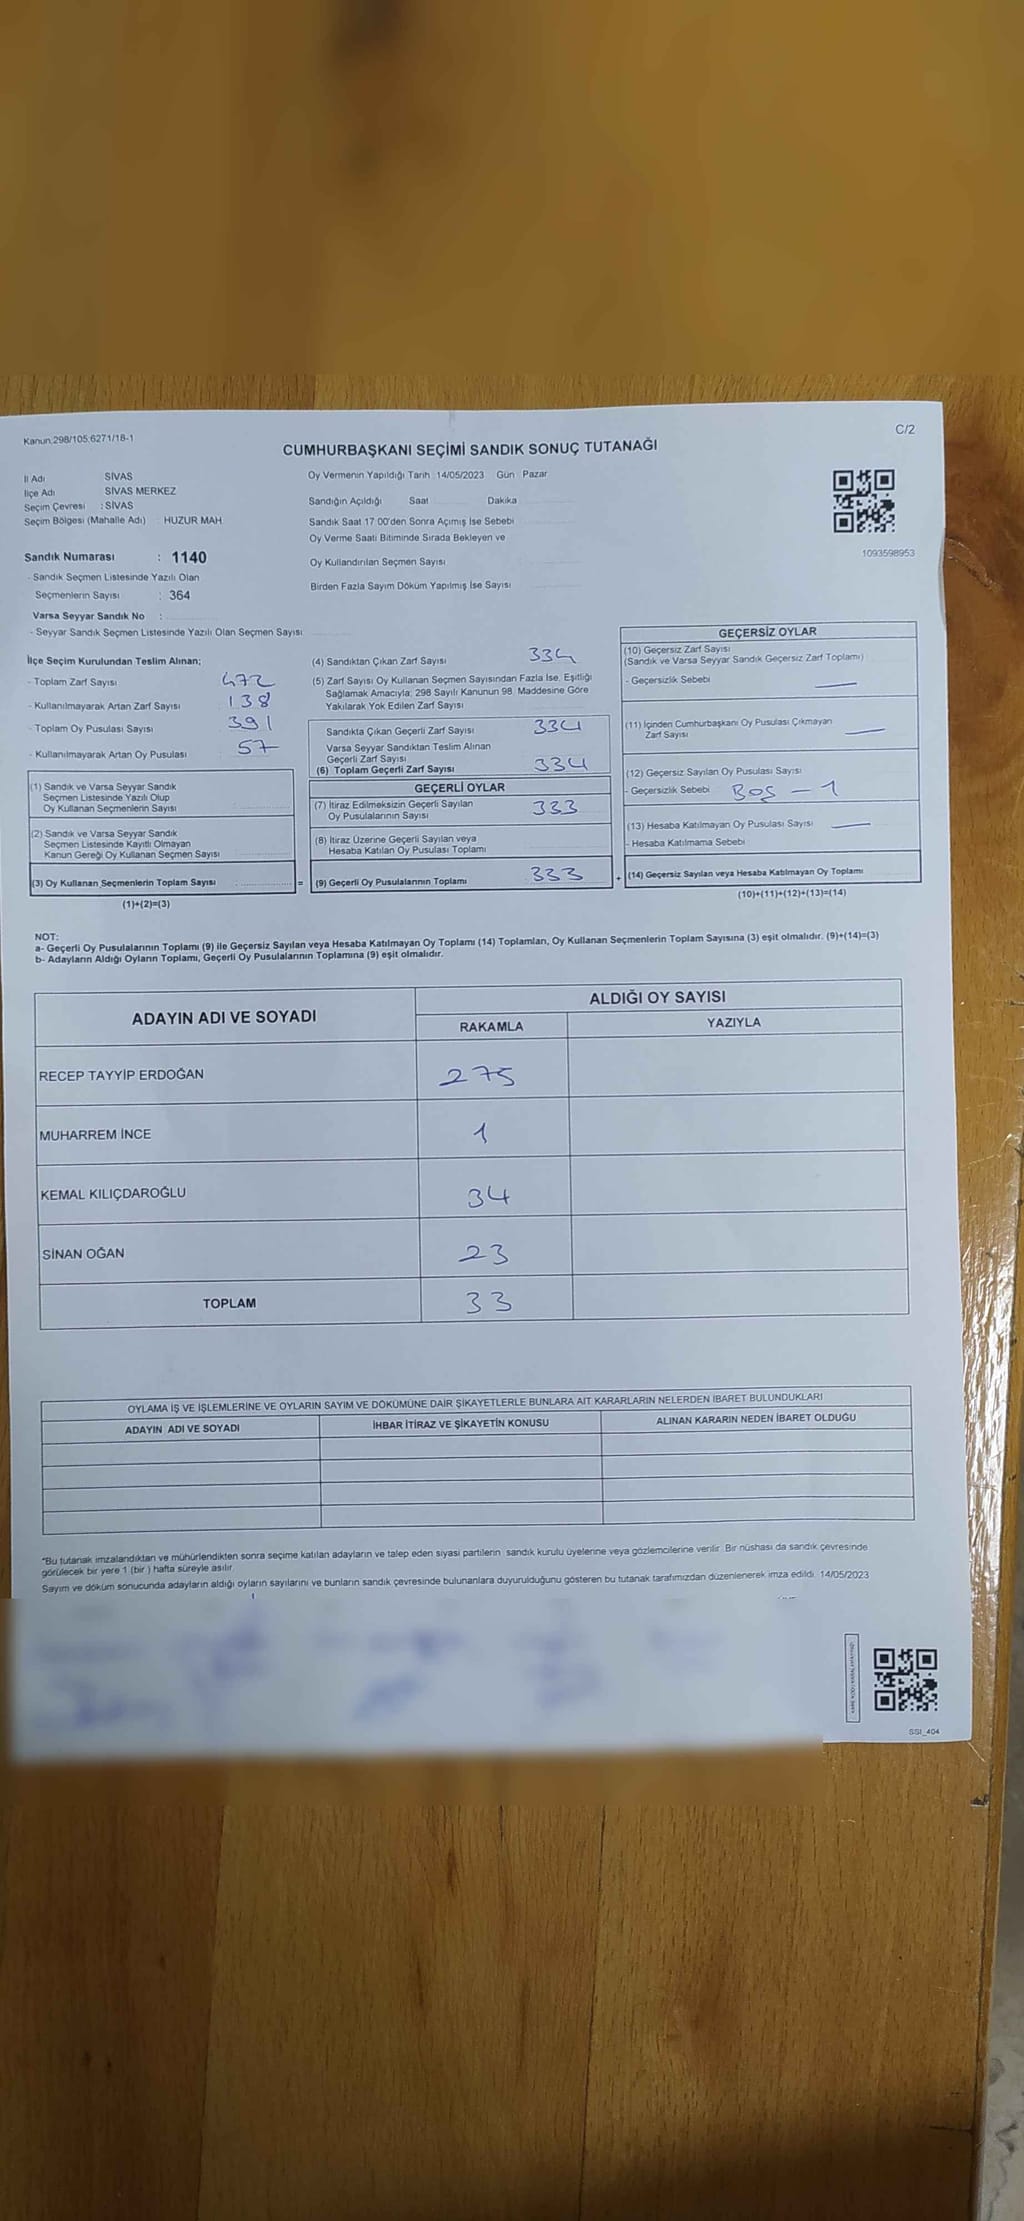 Kanun:298/105;6271/18-1
C/2
CUMHURBAŞKANI SEÇİMİ SANDIK SONUÇ TUTANAĞI
İl Adı SİVAS
İlçe Adı SİVAS MERKEZ
Seçim Çevresi : SİVAS
Seçim Bölgesi (Mahalle Adı) HUZUR MAH.
Sandık Numarası : 1140
- Sandık Seçmen Listesinde Yazılı Olan
Seçmenlerin Sayısı : 364
Varsa Seyyar Sandık No :
- Seyyar Sandık Seçmen Listesinde Yazılı Olan Seçmen Sayısı
Oy Vermenin Yapıldığı Tarih : 14/05/2023 Gün : Pazar
Sandığın Açıldığı Saat Dakika
Sandık Saat 17:00'den Sonra Açımış İse Sebebi
Oy Verme Saati Bitiminde Sırada Bekleyen ve
Oy Kullandırılan Seçmen Sayısı
Birden Fazla Sayım Döküm Yapılmış İse Sayısı
1093598953
İlçe Seçim Kurulundan Teslim Alınan;
- Toplam Zarf Sayısı 472
- Kullanılmayarak Artan Zarf Sayısı 138
- Toplam Oy Pusulası Sayısı 391
- Kullanılmayarak Artan Oy Pusulası 57
(1) Sandık ve Varsa Seyyar Sandık
Seçmen Listesinde Yazılı Olup
Oy Kullanan Seçmenlerin Sayısı
(2) Sandık ve Varsa Seyyar Sandık
Seçmen Listesinde Kayıtlı Olmayan
Kanun Gereği Oy Kullanan Seçmen Sayısı
(3) Oy Kullanan Seçmenlerin Toplam Sayısı : =
(1)+(2)=(3)
(4) Sandıktan Çıkan Zarf Sayısı 334
(5) Zarf Sayısı Oy Kullanan Seçmen Sayısından Fazla İse, Eşitliği
Sağlamak Amacıyla; 298 Sayılı Kanunun 98. Maddesine Göre
Yakılarak Yok Edilen Zarf Sayısı
Sandıkta Çıkan Geçerli Zarf Sayısı 334
Varsa Seyyar Sandıktan Teslim Alınan
Geçerli Zarf Sayısı
(6) Toplam Geçerli Zarf Sayısı 334
GEÇERLİ OYLAR
(7) İtiraz Edilmeksizin Geçerli Sayılan
Oy Pusulalarının Sayısı 333
(8) İtiraz Üzerine Geçerli Sayılan veya
Hesaba Katılan Oy Pusulası Toplamı
(9) Geçerli Oy Pusulalarının Toplamı 333 +
GEÇERSİZ OYLAR
(10) Geçersiz Zarf Sayısı
(Sandık ve Varsa Seyyar Sandık Geçersiz Zarf Toplamı)
- Geçersizlik Sebebi —
(11) İçinden Cumhurbaşkanı Oy Pusulası Çıkmayan
Zarf Sayısı —
(12) Geçersiz Sayılan Oy Pusulası Sayısı
- Geçersizlik Sebebi Boş - 1
(13) Hesaba Katılmayan Oy Pusulası Sayısı —
- Hesaba Katılmama Sebebi
(14) Geçersiz Sayılan veya Hesaba Katılmayan Oy Toplamı
(10)+(11)+(12)+(13)=(14)
NOT:
a- Geçerli Oy Pusulalarının Toplamı (9) ile Geçersiz Sayılan veya Hesaba Katılmayan Oy Toplamı (14) Toplamları, Oy Kullanan Seçmenlerin Toplam Sayısına (3) eşit olmalıdır. (9)+(14)=(3)
b- Adayların Aldığı Oyların Toplamı, Geçerli Oy Pusulalarının Toplamına (9) eşit olmalıdır.
ADAYIN ADI VE SOYADI ALDIĞI OY SAYISI
RAKAMLA YAZIYLA
RECEP TAYYİP ERDOĞAN 275
MUHARREM İNCE 1
KEMAL KILIÇDAROĞLU 34
SİNAN OĞAN 23
TOPLAM 33
OYLAMA İŞ VE İŞLEMLERİNE VE OYLARIN SAYIM VE DÖKÜMÜNE DAİR ŞİKAYETLERLE BUNLARA AİT KARARLARIN NELERDEN İBARET BULUNDUKLARI
ADAYIN ADI VE SOYADI İHBAR İTİRAZ VE ŞİKAYETİN KONUSU ALINAN KARARIN NEDEN İBARET OLDUĞU
*Bu tutanak imzalandıktan ve mühürlendikten sonra seçime katılan adayların ve talep eden siyasi partilerin sandık kurulu üyelerine veya gözlemcilerine verilir. Bir nüshası da sandık çevresinde
görülecek bir yere 1 (bir ) hafta süreyle asılır.
Sayım ve döküm sonucunda adayların aldığı oyların sayılarını ve bunların sandık çevresinde bulunanlara duyurulduğunu gösteren bu tutanak tarafımızdan düzenlenerek imza edildi. 14/05/2023
SSI_404